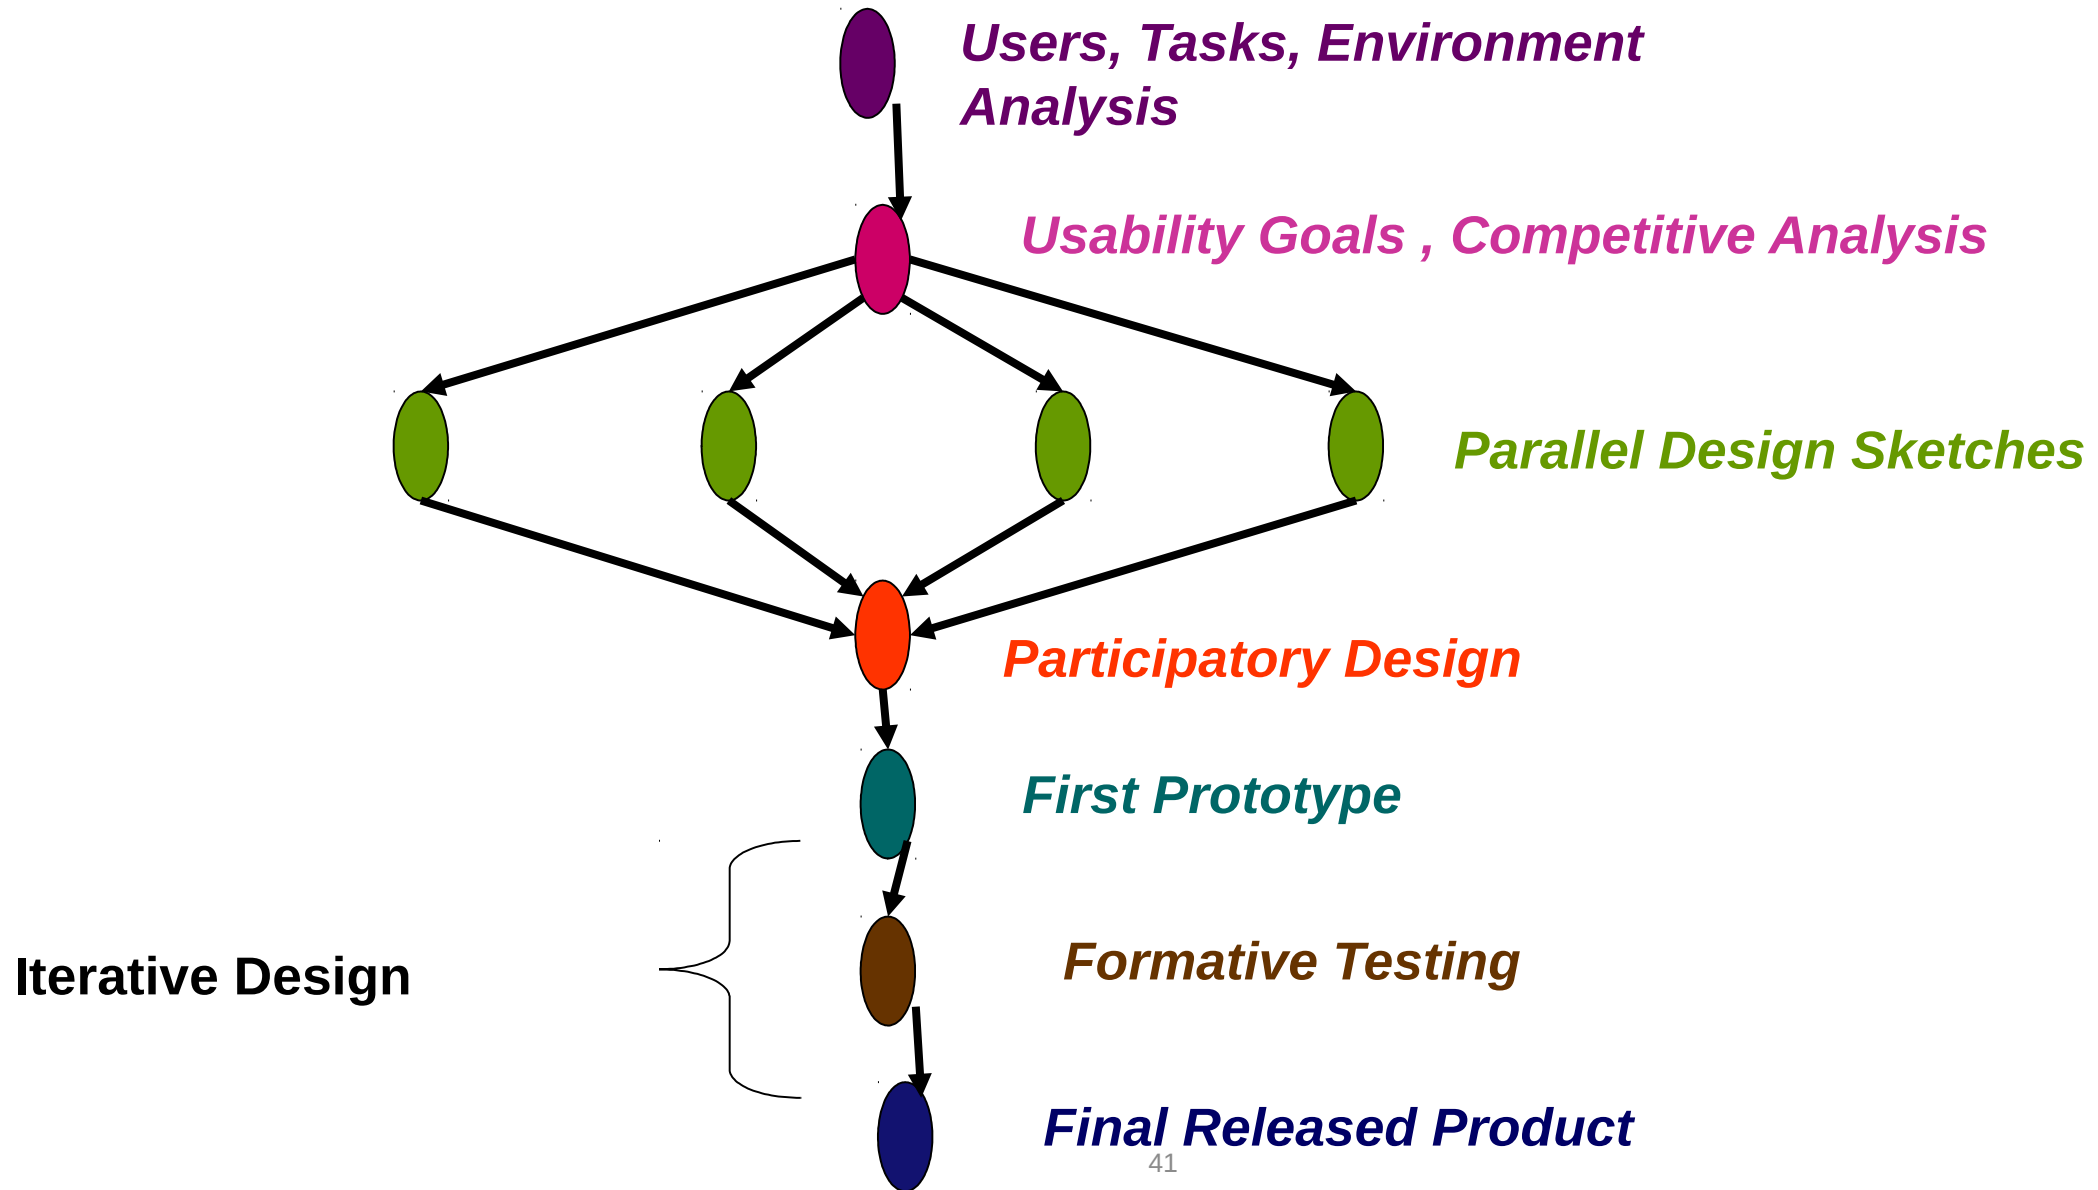 Users, Tasks, Environment
Analysis
Usability Goals , Competitive Analysis
Parallel Design Sketches
Participatory Design
First Prototype
Formative Testing
Iterative Design
Final Released Product
41